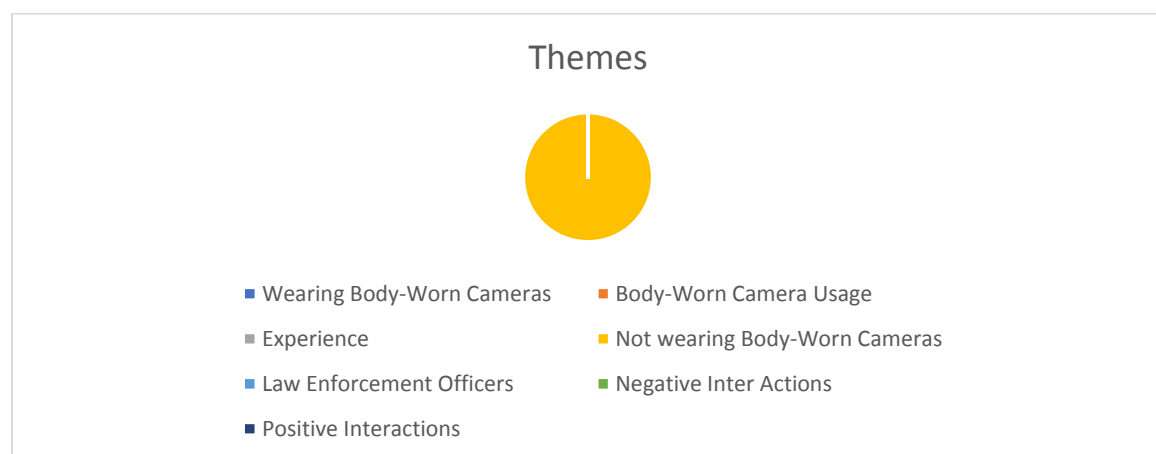 Themes
Wearing Body-Worn Cameras
Body-Worn Camera Usage
Experience
Not wearing Body-Worn Cameras
Law Enforcement Officers
Negative Inter Actions
Positive Interactions